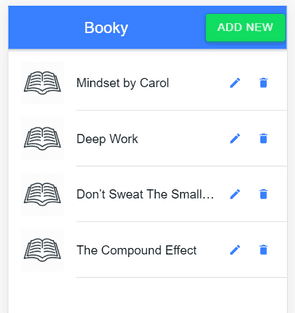 Booky
ADD NEW
Mindset by Carol
Deep Work
Don't Sweat The Small...
The Compound Effect